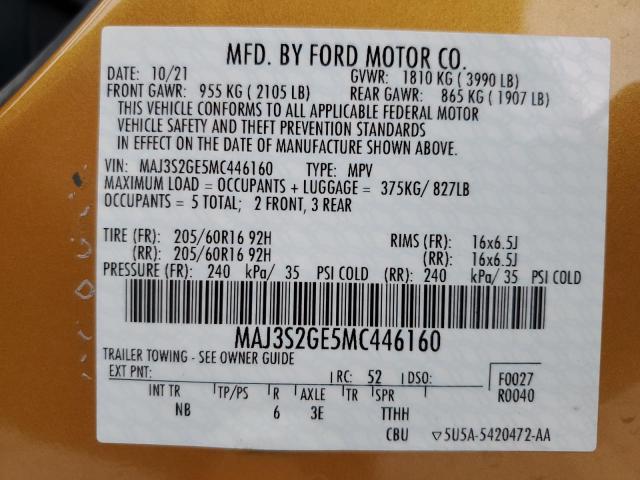 MFD. BY FORD MOTOR CO.
DATE: 10/21 GVWR: 1810 KG ( 3990 LB)
FRONT GAWR: 955 KG ( 2105 LB) REAR GAWR: 865 KG ( 1907 LB)
THIS VEHICLE CONFORMS TO ALL APPLICABLE FEDERAL MOTOR
VEHICLE SAFETY AND THEFT PREVENTION STANDARDS
IN EFFECT ON THE DATE OF MANUFACTURE SHOWN ABOVE.
VIN: MAJ3S2GE5MC446160 TYPE: MPV
MAXIMUM LOAD = OCCUPANTS + LUGGAGE = 375KG/ 827LB
OCCUPANTS = 5 TOTAL; 2 FRONT, 3 REAR
TIRE (FR): 205/60R16 92H RIMS (FR): 16x6.5J
(RR): 205/60R16 92H (RR): 16x6.5J
PRESSURE (FR): 240 kPa/ 35 PSI COLD (RR): 240 kPa/ 35 PSI COLD
MAJ3S2GE5MC446160
TRAILER TOWING - SEE OWNER GUIDE
EXT PNT: RC: 52 DSO: F0027
R0040
INT TR TP/PS R AXLE TR SPR
NB 6 3E TTHH
CBU ▽5U5A-5420472-AA